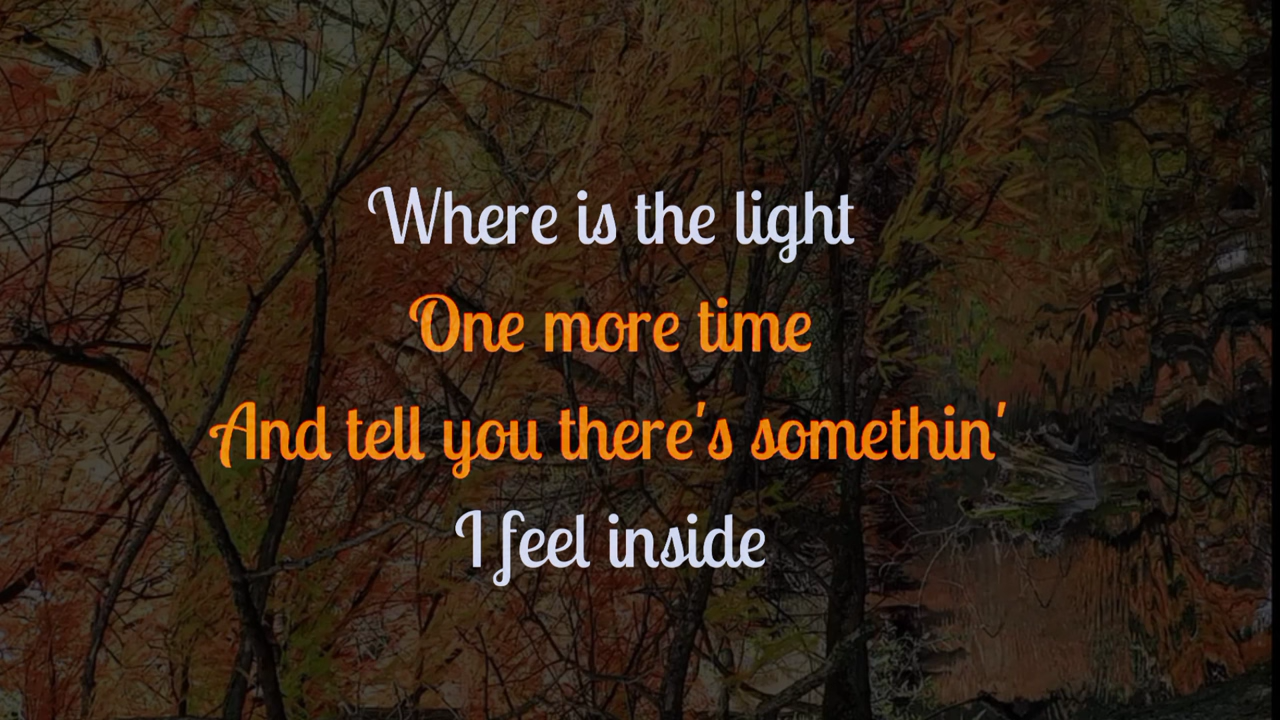 Where is the light
One more time
And tell you there's somethin'
I feel inside